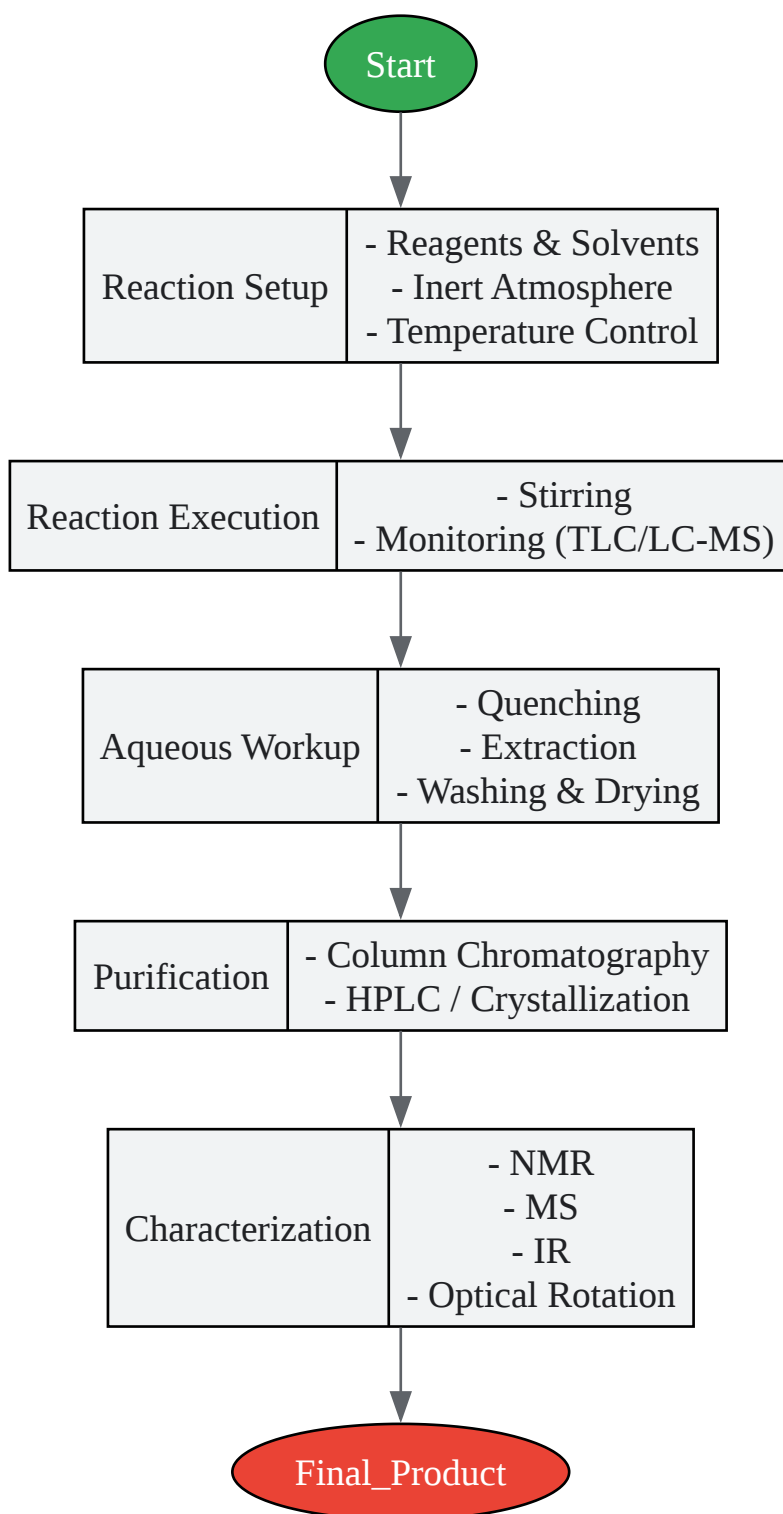 Start
Reaction Setup
- Reagents & Solvents
- Inert Atmosphere
- Temperature Control
Reaction Execution
- Stirring
- Monitoring (TLC/LC-MS)
Aqueous Workup
- Quenching
- Extraction
- Washing & Drying
Purification
- Column Chromatography
- HPLC / Crystallization
Characterization
- NMR
- MS
- IR
- Optical Rotation
Final_Product